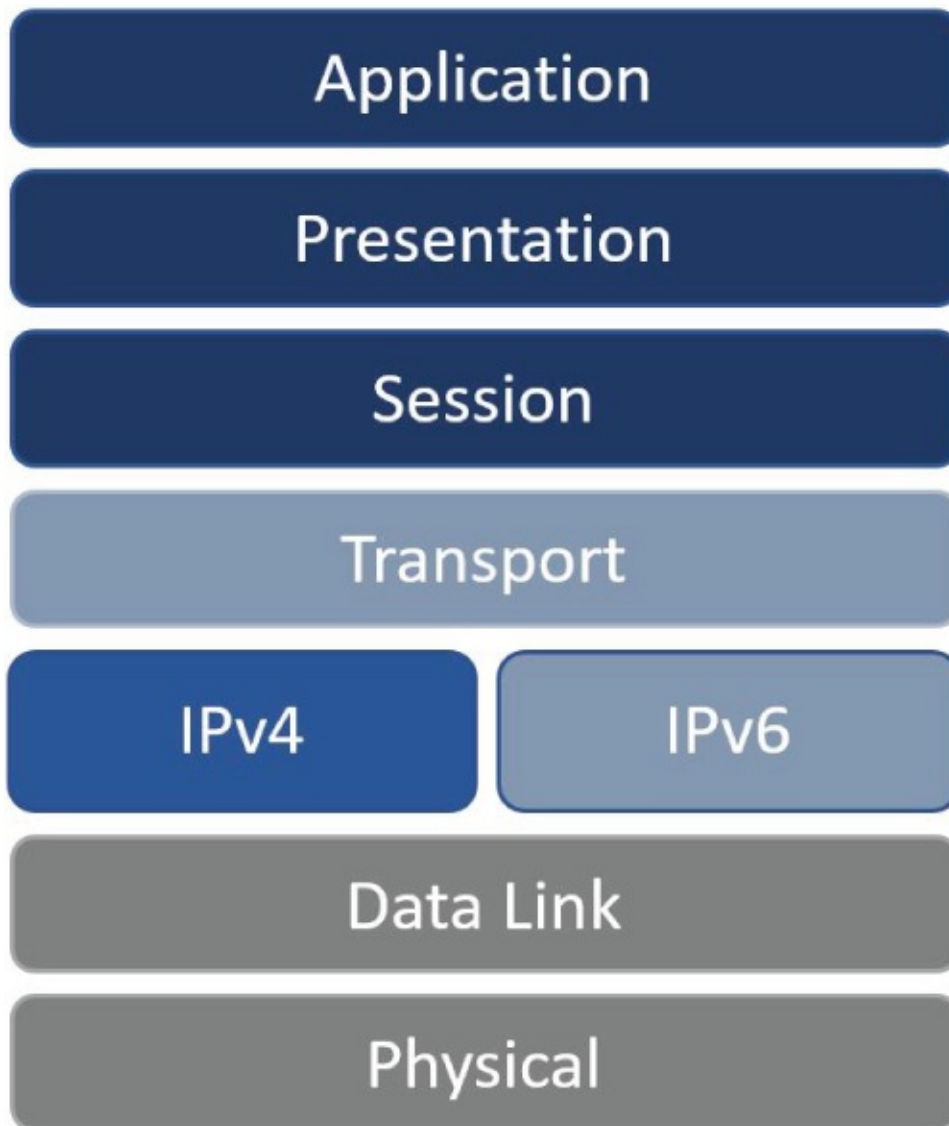 Application
Presentation
Session
Transport
IPv4 IPv6
Data Link
Physical